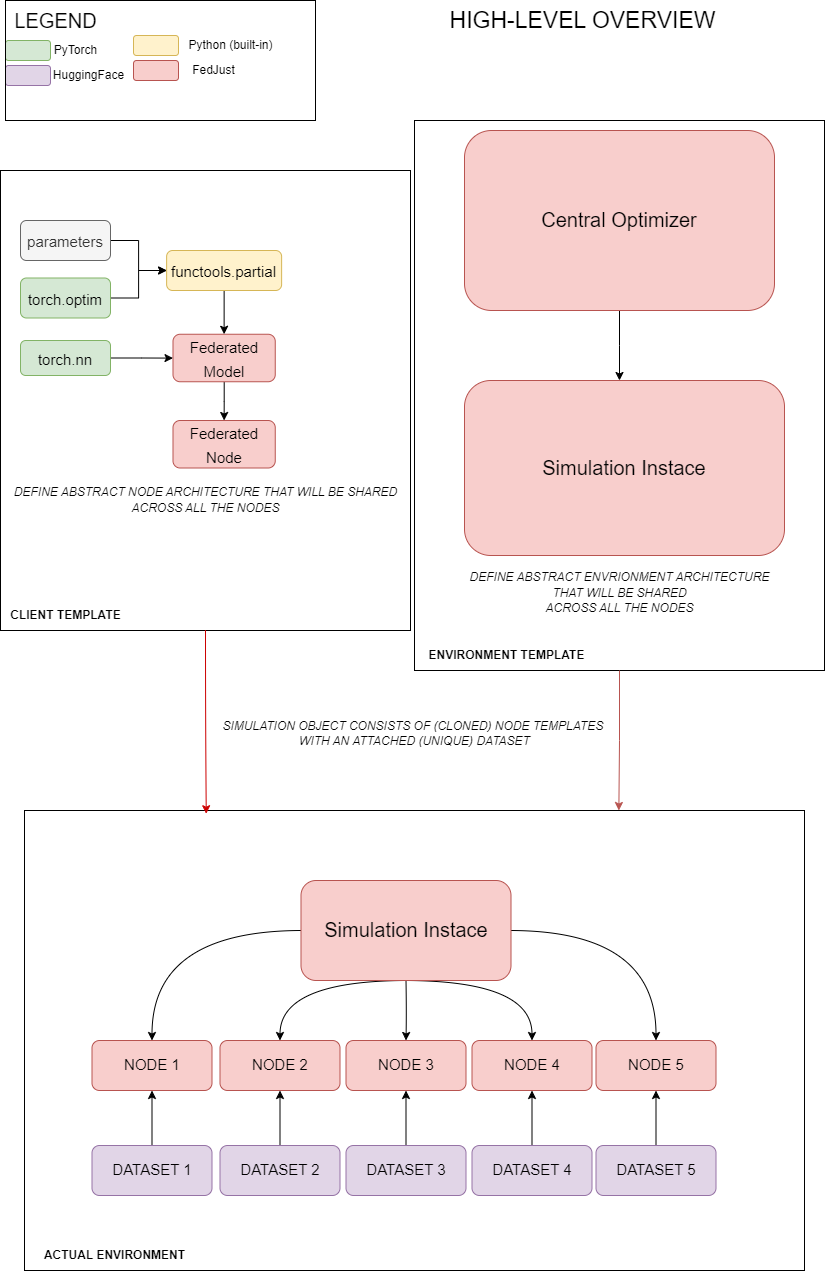 HIGH-LEVEL OVERVIEW
LEGEND
PyTorch
Python (built-in)
HuggingFace
FedJust
parameters
torch.optim
functools.partial
torch.nn
Federated
Model
Federated
Node
DEFINE ABSTRACT NODE ARCHITECTURE THAT WILL BE SHARED
ACROSS ALL THE NODES
CLIENT TEMPLATE
Central Optimizer
Simulation Instace
DEFINE ABSTRACT ENVRIONMENT ARCHITECTURE
THAT WILL BE SHARED
ACROSS ALL THE NODES
ENVIRONMENT TEMPLATE
SIMULATION OBJECT CONSISTS OF (CLONED) NODE TEMPLATES
WITH AN ATTACHED (UNIQUE) DATASET
Simulation Instace
NODE 1
NODE 2
NODE 3
NODE 4
NODE 5
DATASET 1
DATASET 2
DATASET 3
DATASET 4
DATASET 5
ACTUAL ENVIRONMENT